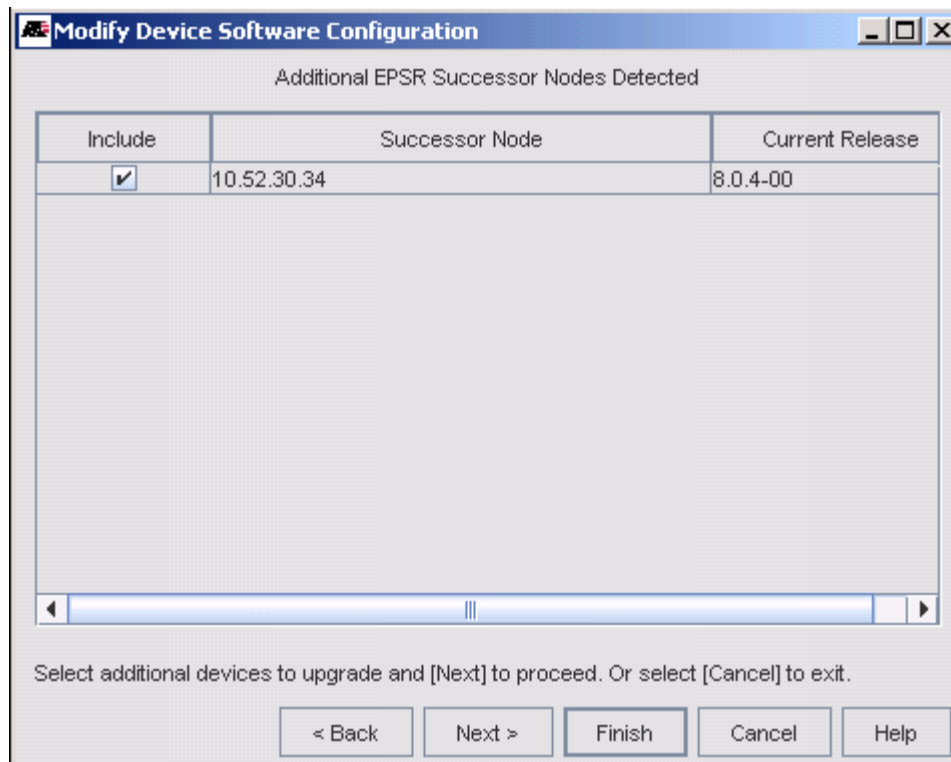 Modify Device Software Configuration
Additional EPSR Successor Nodes Detected
Include Successor Node Current Release
10.52.30.34 8.0.4-00
Select additional devices to upgrade and [Next] to proceed. Or select [Cancel] to exit.
< Back Next > Finish Cancel Help